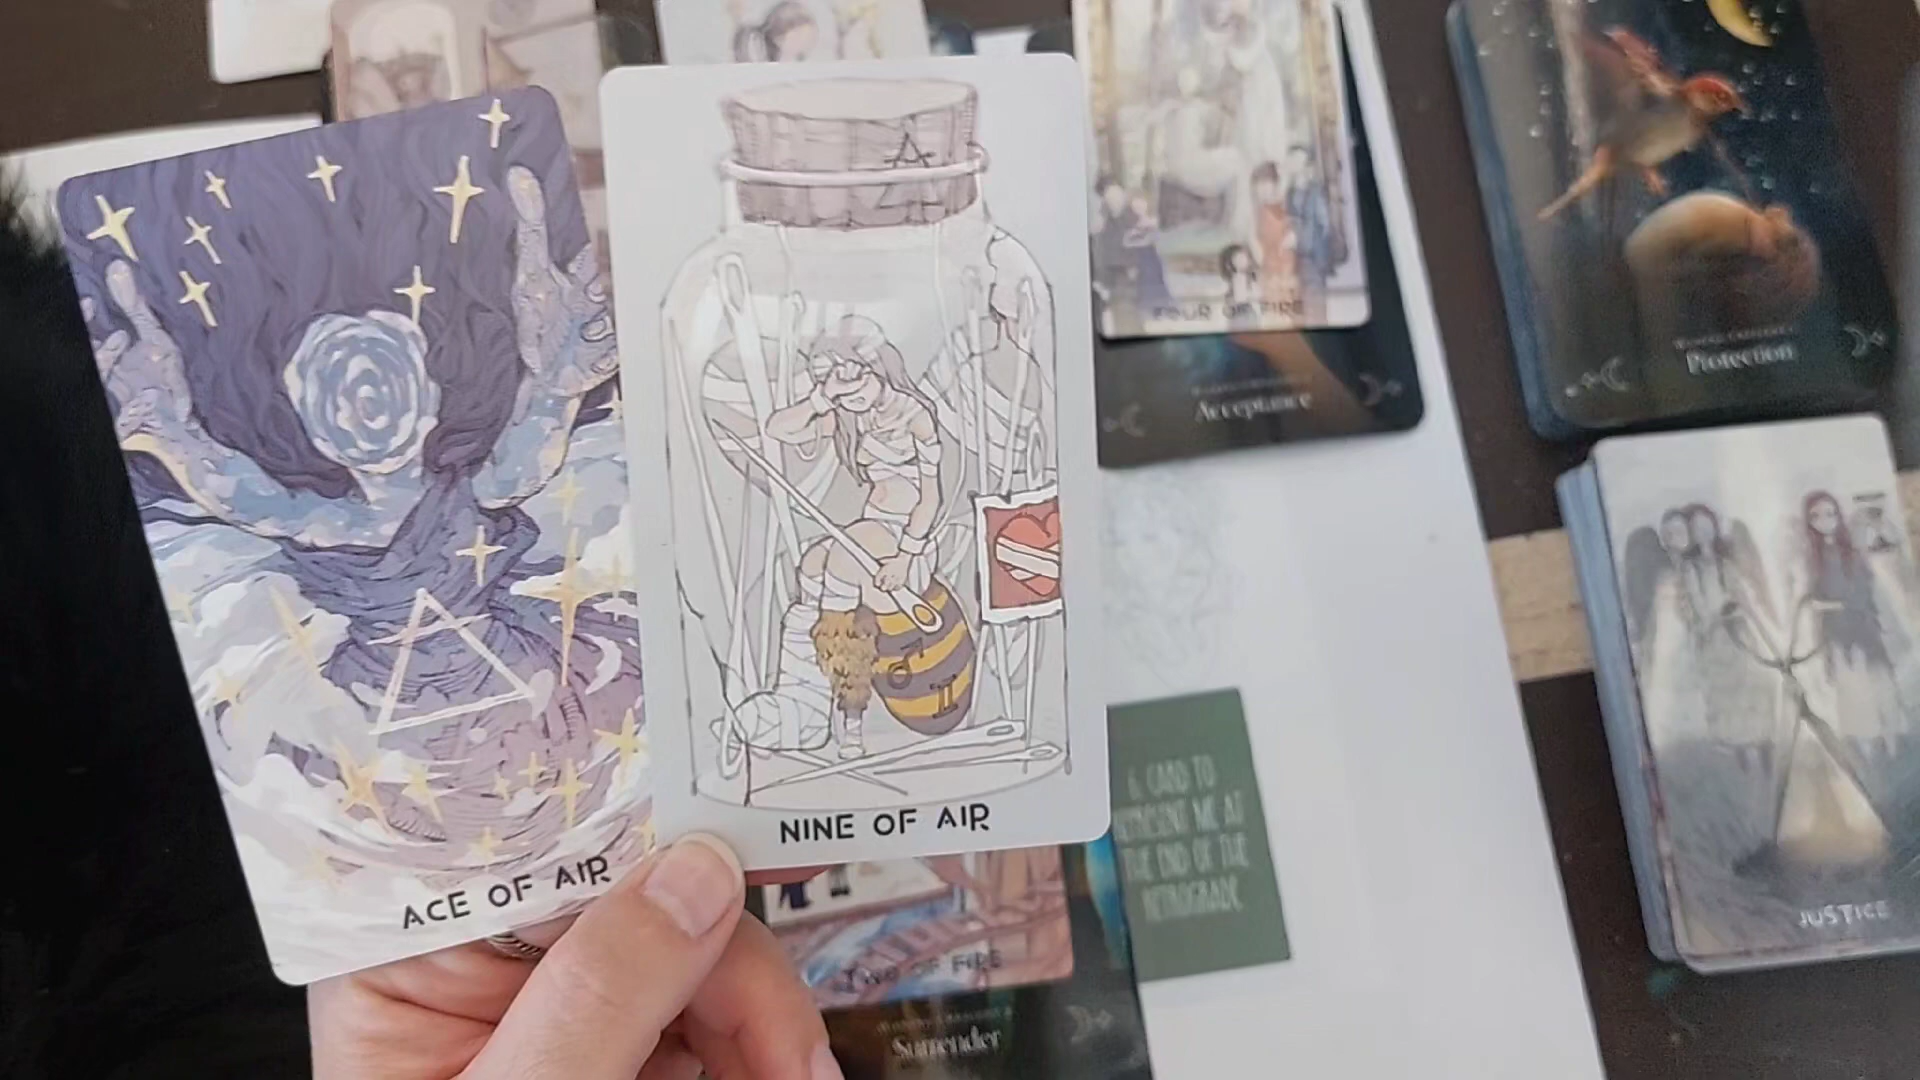 FOUR OF FIRE
Protection
Acceptance
NINE OF AIR
ACE OF AIR
A CARD TO
REPRESENT ME AT
THE END OF THE
RETROGRADE
JUSTICE
TWO OF FIRE
Surrender